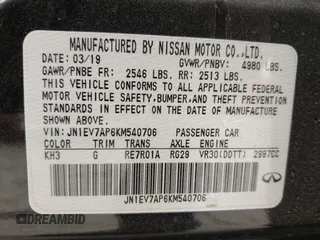 MANUFACTURED BY NISSAN MOTOR CO.,LTD.
DATE: 03/19 GVWR/PNBV: 4980 LBS.
GAWR/PNBE FR: 2546 LBS. RR: 2513 LBS.
THIS VEHICLE CONFORMS TO ALL APPLICABLE
FEDERAL MOTOR VEHICLE
SAFETY,BUMPER,AND THEFT PREVENTION
STANDARDS IN EFFECT ON THE DATE OF MANUFACTURE
SHOWN ABOVE.
VIN: JN1EV7AP6KM540706 PASSENGER CAR
COLOR TRIM TRANS AXLE ENGINE
KH3 G RE7R01A RG29 VR30(DDTT) 2997CC
JN1EV7AP6KM540706
DREAMBID